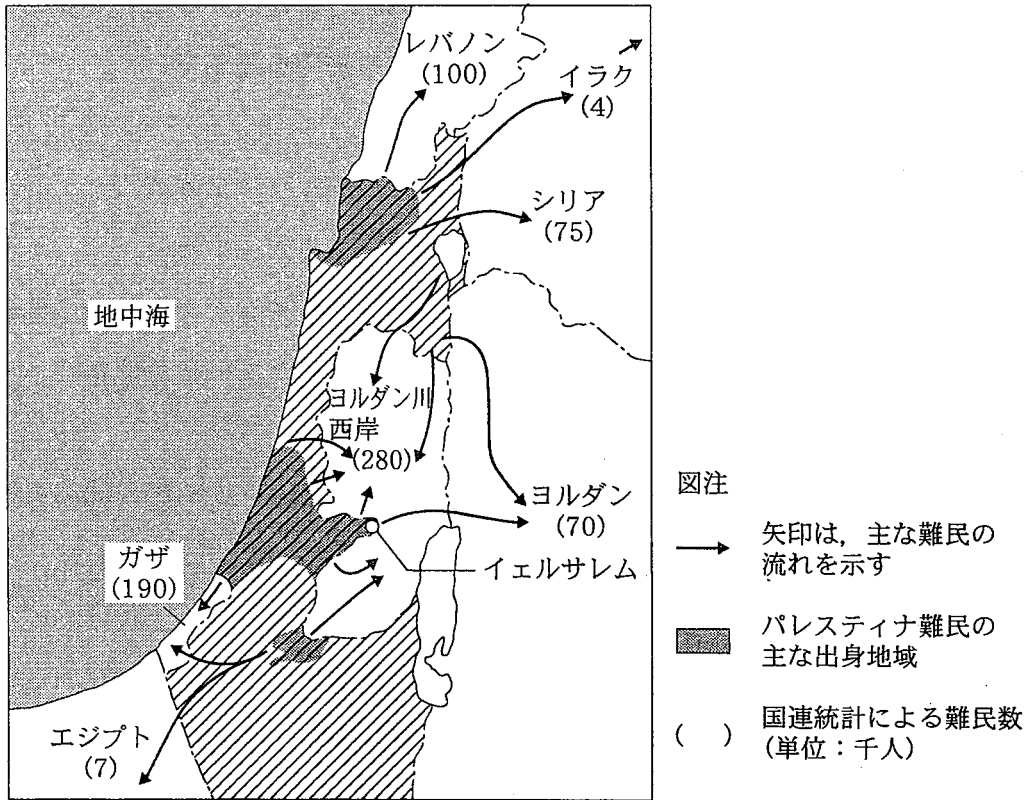 レバノン
(100)
イラク
(4)
シリア
(75)
地中海
ヨルダン川
西岸
(280)
ヨルダン
(70)
ガザ
(190)
イェルサレム
エジプト
(7)
図注
矢印は，主な難民の
流れを示す
パレスティナ難民の
主な出身地域
( )
国連統計による難民数
(単位：千人)